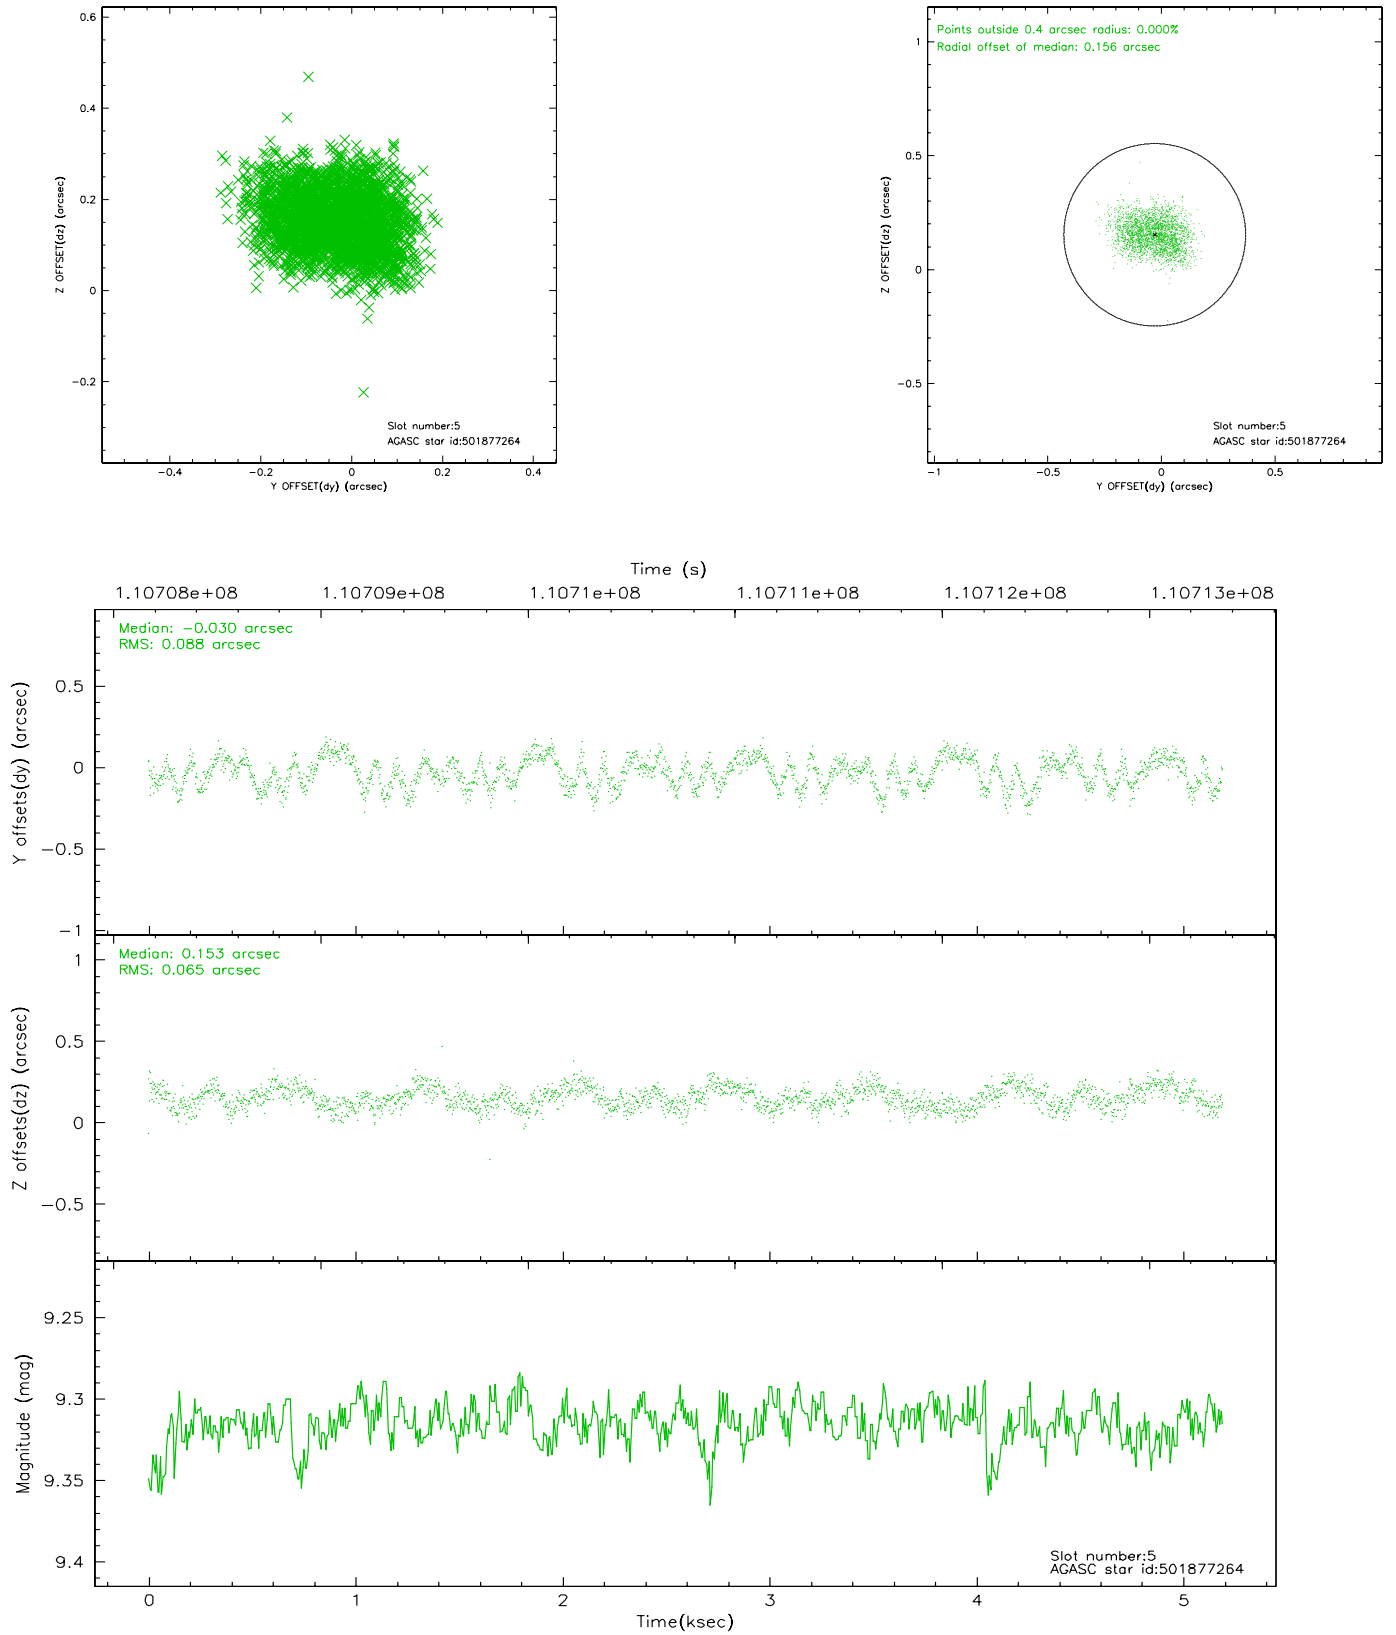 0.6
0.4
0.2
0
−0.2
Z OFFSET(dz) (arcsec)
Slot number:5
AGASC star id:501877264
−0.4 −0.2 0 0.2 0.4
Y OFFSET(dy) (arcsec)
Points outside 0.4 arcsec radius: 0.000%
Radial offset of median: 0.156 arcsec
1
0.5
0
−0.5
Z OFFSET(dz) (arcsec)
Slot number:5
AGASC star id:501877264
−1 −0.5 0 0.5
Y OFFSET(dy) (arcsec)
Time (s)
1.10708e+08 1.10709e+08 1.1071e+08 1.10711e+08 1.10712e+08 1.10713e+08
Median: −0.030 arcsec
RMS: 0.088 arcsec
0.5
0
−0.5
−1
Y offsets(dy) (arcsec)
Median: 0.153 arcsec
RMS: 0.065 arcsec
1
0.5
0
−0.5
Z offsets(dz) (arcsec)
9.25
9.3
9.35
9.4
Magnitude (mag)
Slot number:5
AGASC star id:501877264
0 1 2 3 4 5
Time(ksec)